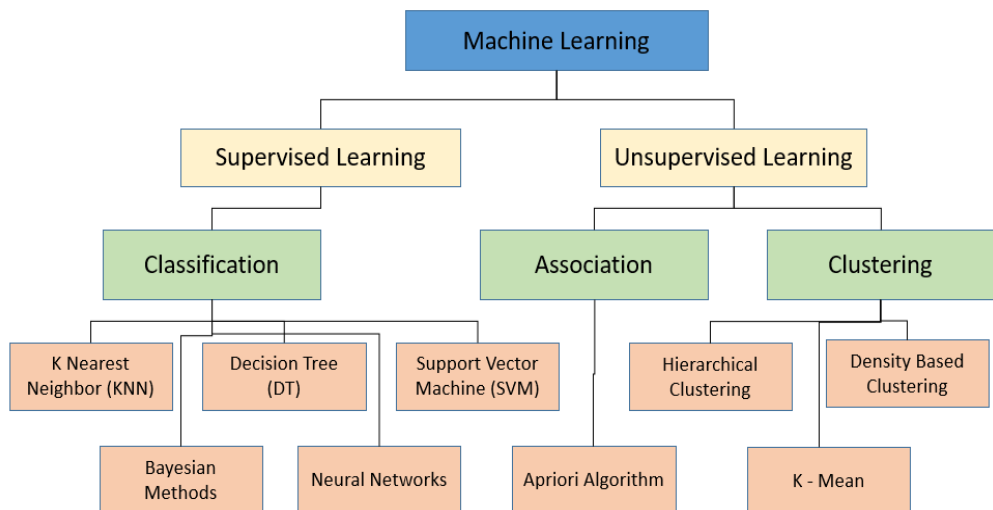 Machine Learning
Supervised Learning
Unsupervised Learning
Classification
Association
Clustering
K Nearest
Neighbor (KNN)
Decision Tree
(DT)
Support Vector
Machine (SVM)
Hierarchical
Clustering
Density Based
Clustering
Bayesian
Methods
Neural Networks
Apriori Algorithm
K - Mean